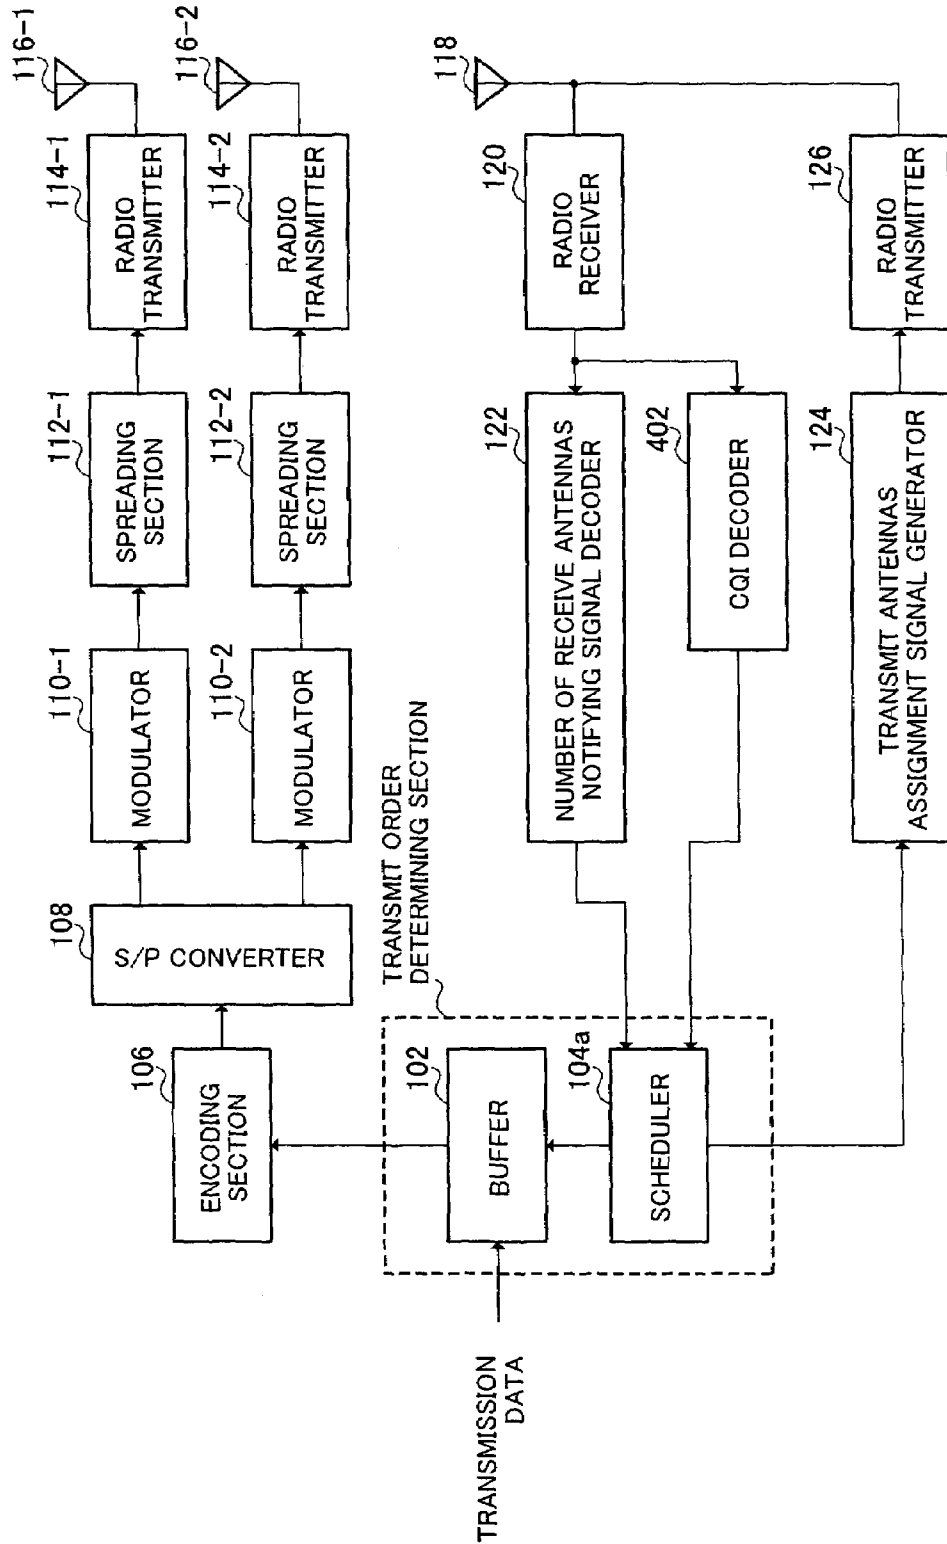 116-1
116-2
118
114-1
RADIO
TRANSMITTER
114-2
RADIO
TRANSMITTER
120
RADIO
RECEIVER
126
RADIO
TRANSMITTER
112-1
SPREADING
SECTION
112-2
SPREADING
SECTION
122
NUMBER OF RECEIVE ANTENNAS
NOTIFYING SIGNAL DECODER
402
CQI DECODER
124
TRANSMIT ANTENNAS
ASSIGNMENT SIGNAL GENERATOR
110-1
MODULATOR
110-2
MODULATOR
108
S/P CONVERTER
TRANSMIT ORDER
DETERMINING SECTION
106
ENCODING
SECTION
102
BUFFER
104a
SCHEDULER
TRANSMISSION
DATA